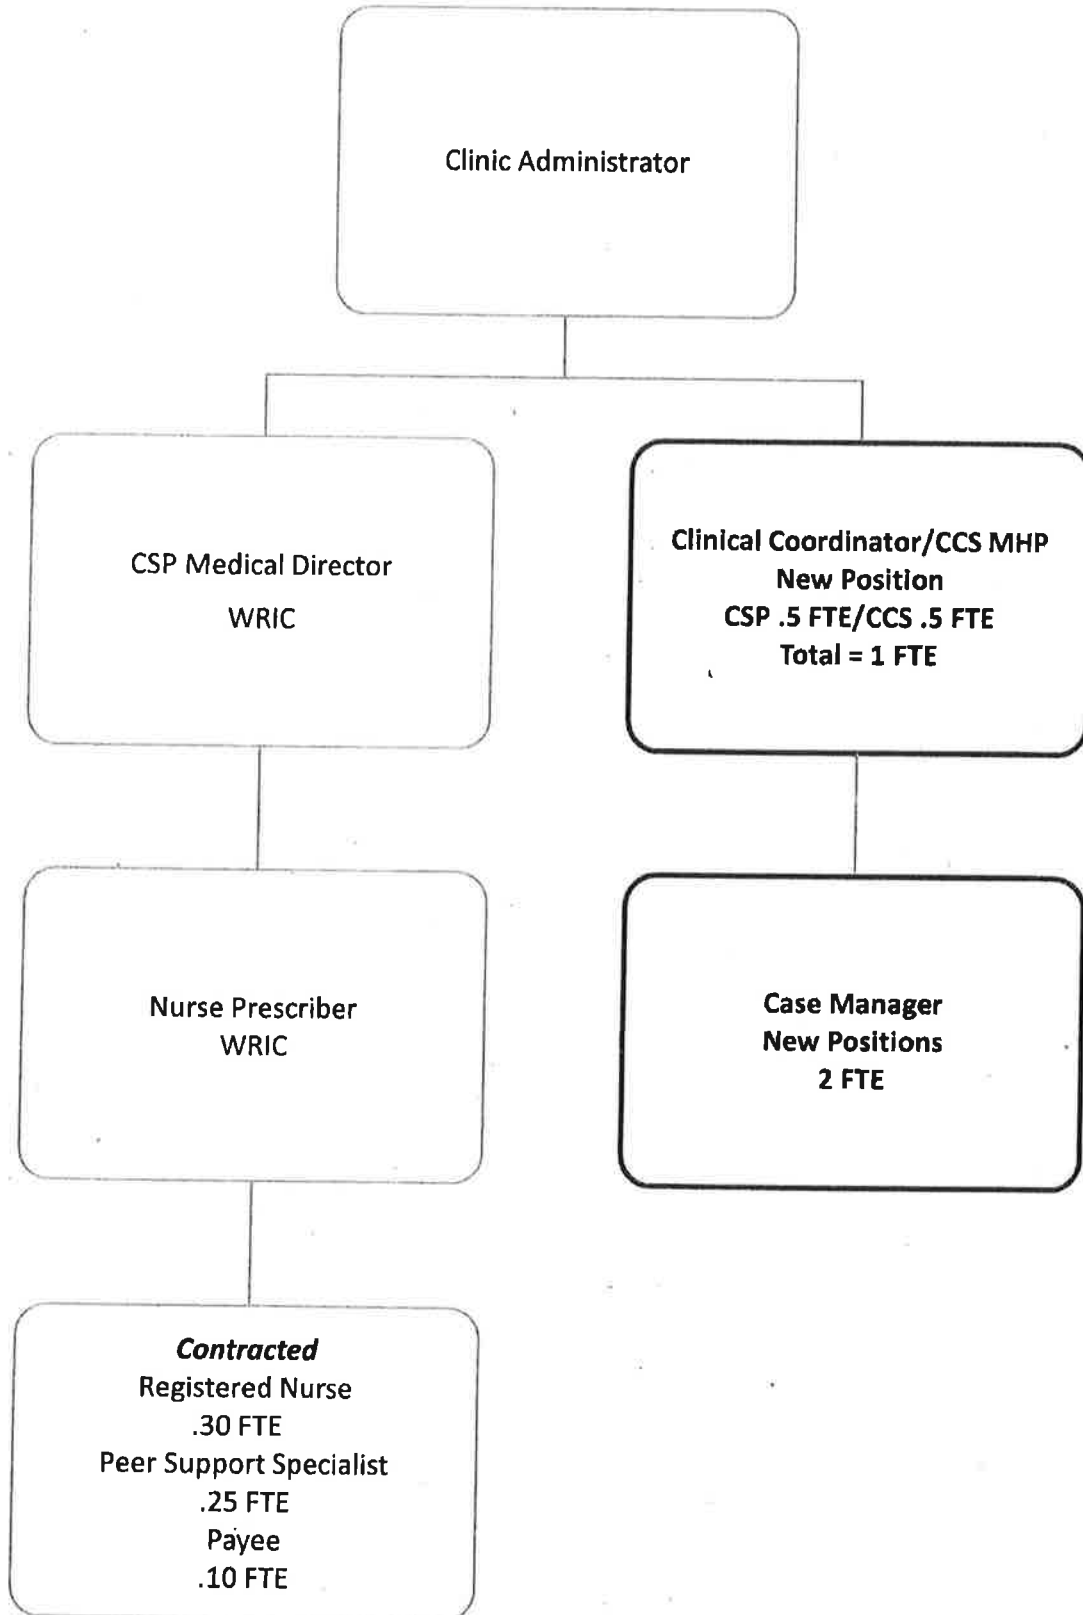 Clinic Administrator
CSP Medical Director
WRIC
Clinical Coordinator/CCS MHP
New Position
CSP .5 FTE/CCS .5 FTE
Total = 1 FTE
Nurse Prescriber
WRIC
Case Manager
New Positions
2 FTE
Contracted
Registered Nurse
.30 FTE
Peer Support Specialist
.25 FTE
Payee
.10 FTE